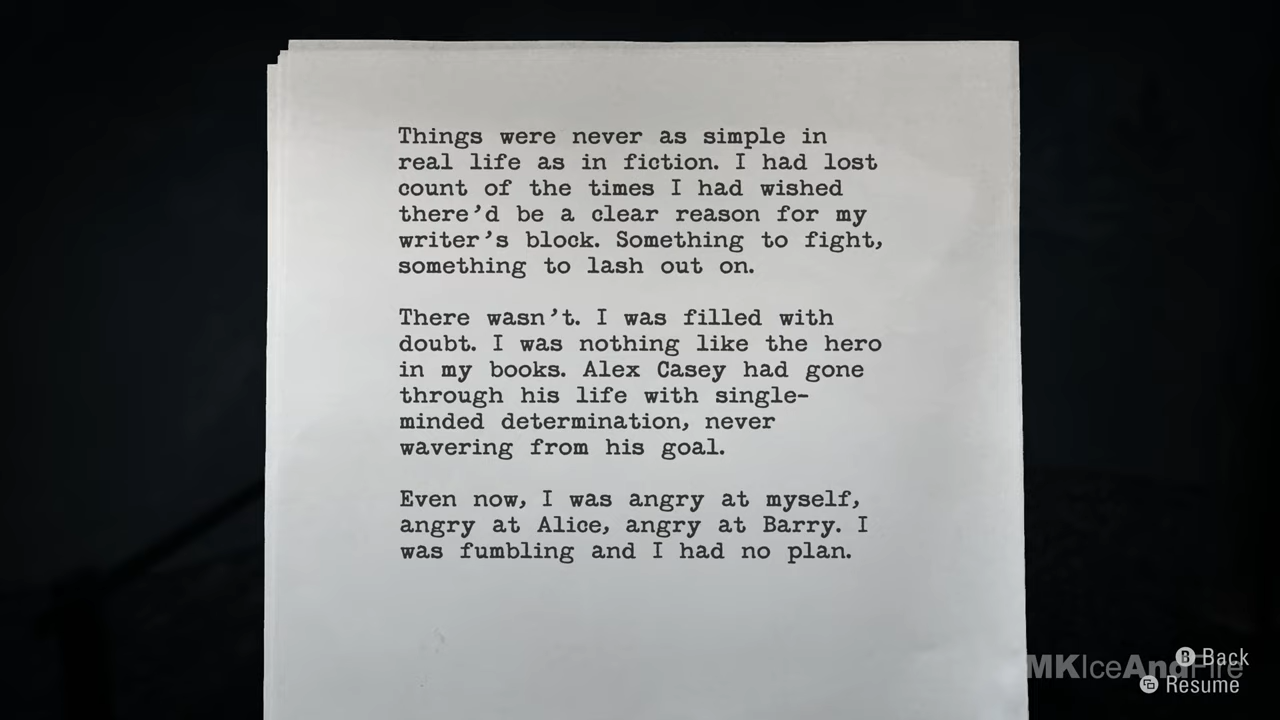 Things were never as simple in
real life as in fiction. I had lost
count of the times I had wished
there’d be a clear reason for my
writer’s block. Something to fight,
something to lash out on.
There wasn’t. I was filled with
doubt. I was nothing like the hero
in my books. Alex Casey had gone
through his life with single-
minded determination, never
wavering from his goal.
Even now, I was angry at myself,
angry at Alice, angry at Barry. I
was fumbling and I had no plan.
MKIceAndFire
B Back
Resume